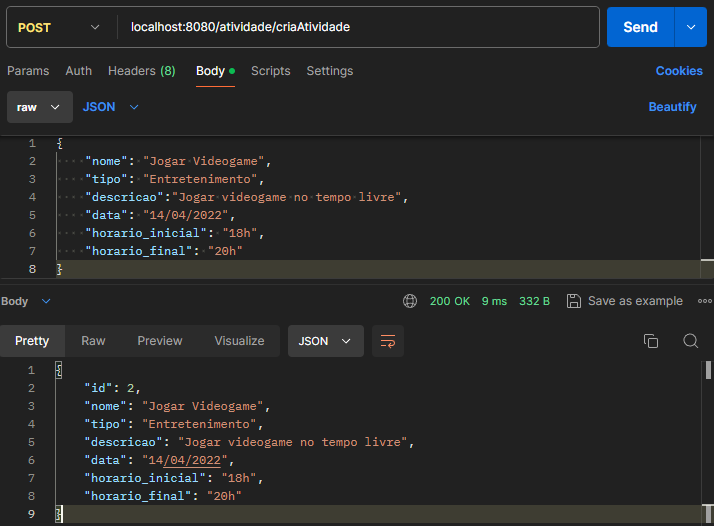 POST localhost:8080/atividade/criaAtividade Send
Params Auth Headers (8) Body Scripts Settings Cookies
raw JSON Beautify
1 {
2 "nome": "Jogar Videogame",
3 "tipo": "Entretenimento",
4 "descricao":"Jogar videogame no tempo livre",
5 "data": "14/04/2022",
6 "horario_inicial": "18h",
7 "horario_final": "20h"
8 }
Body 200 OK 9 ms 332 B Save as example
Pretty Raw Preview Visualize JSON
1 {
2 "id": 2,
3 "nome": "Jogar Videogame",
4 "tipo": "Entretenimento",
5 "descricao": "Jogar videogame no tempo livre",
6 "data": "14/04/2022",
7 "horario_inicial": "18h",
8 "horario_final": "20h"
9 }